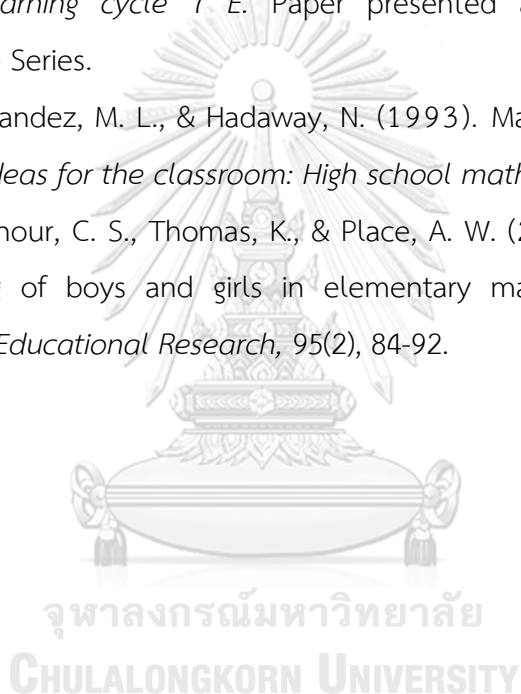 arning cycle 7 E. Paper presented a
Series.
andez, M. L., & Hadaway, N. (1993). Ma
deas for the classroom: High school math
nour, C. S., Thomas, K., & Place, A. W. (2
of boys and girls in elementary ma
Educational Research, 95(2), 84-92.
จุฬาลงกรณ์มหาวิทยาลัย
CHULALONGKORN UNIVERSITY